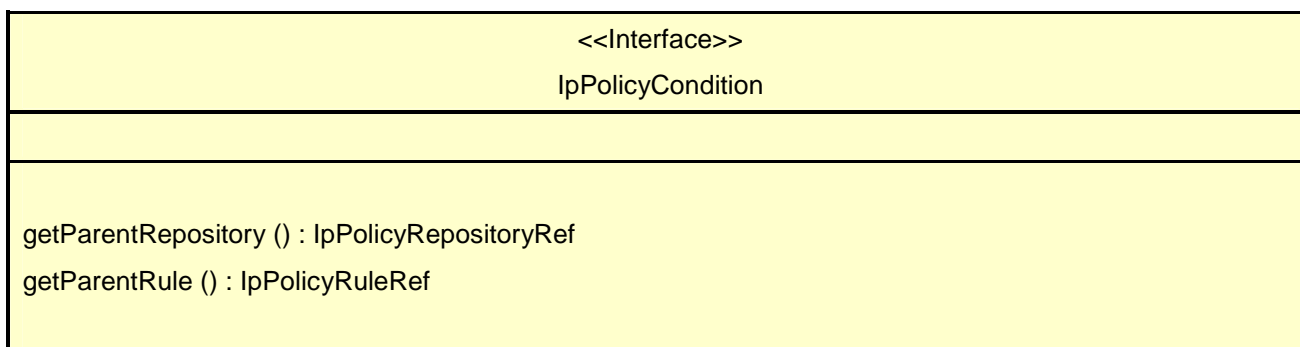 <<Interface>>
IpPolicyCondition
getParentRepository () : IpPolicyRepositoryRef
getParentRule () : IpPolicyRuleRef